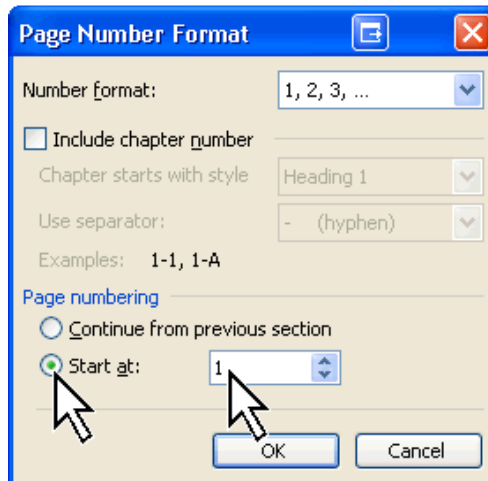 Page Number Format
Number format: 1, 2, 3, ...
Include chapter number
Chapter starts with style Heading 1
Use separator: - (hyphen)
Examples: 1-1, 1-A
Page numbering
Continue from previous section
Start at: 1
OK Cancel